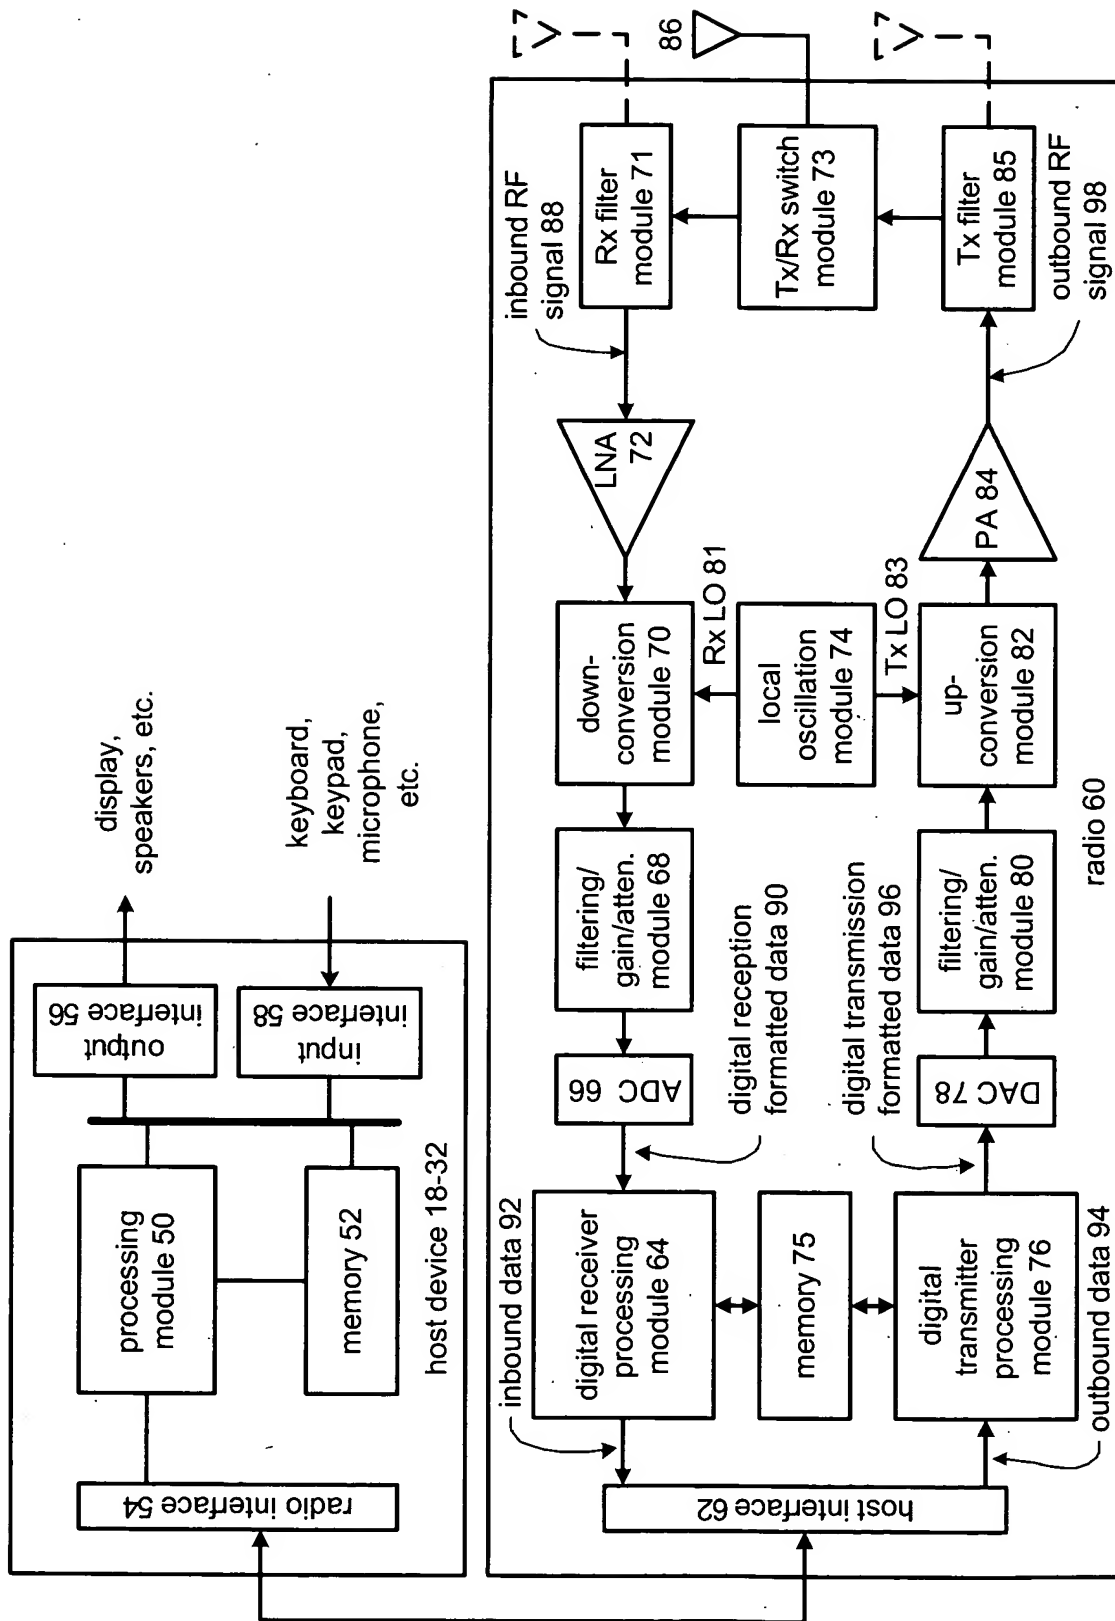 display,
speakers, etc.
keyboard,
keypad,
microphone,
etc.
output
interface 56
input
interface 58
processing
module 50
memory 52
radio interface 54
host device 18-32
86
Rx filter
module 71
inbound RF
signal 88
Tx/Rx switch
module 73
Tx filter
module 85
outbound RF
signal 98
LNA
72
PA 84
down-
conversion
module 70
Rx LO 81
local
oscillation
module 74
Tx LO 83
up-
conversion
module 82
filtering/
gain/atten.
module 68
filtering/
gain/atten.
module 80
ADC 66
digital reception
formatted data 90
digital transmission
formatted data 96
DAC 78
digital receiver
processing
module 64
inbound data 92
memory 75
digital
transmitter
processing
module 76
outbound data 94
host interface 62
radio 60